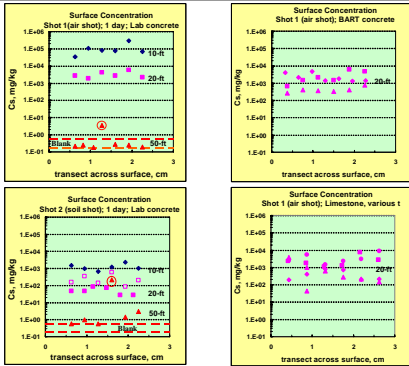 Surface Concentration
Shot 1(air shot); 1 day; Lab concrete
1.E+06
1.E+05
1.E+04
1.E+03
1.E+02
1.E+01
1.E+00
1.E-01
Cs, mg/kg
10-ft
20-ft
50-ft
Blank
0 1 2 3
transect across surface, cm
Surface Concentration
Shot 1 (air shot); BART concrete
1.E+06
1.E+05
1.E+04
1.E+03
1.E+02
1.E+01
1.E+00
1.E-01
Cs, mg/kg
20-ft
0 1 2 3
transect across surface, cm
Surface Concentration
Shot 2 (soil shot); 1 day; Lab concrete
1.E+06
1.E+05
1.E+04
1.E+03
1.E+02
1.E+01
1.E+00
1.E-01
Cs, mg/kg
10-ft
20-ft
50-ft
Blank
0 1 2 3
transect across surface, cm
Surface Concentration
Shot 1 (air shot); Limestone, various t
1.E+06
1.E+05
1.E+04
1.E+03
1.E+02
1.E+01
1.E+00
1.E-01
Cs, mg/kg
20-ft
0 1 2 3
transect across surface, cm